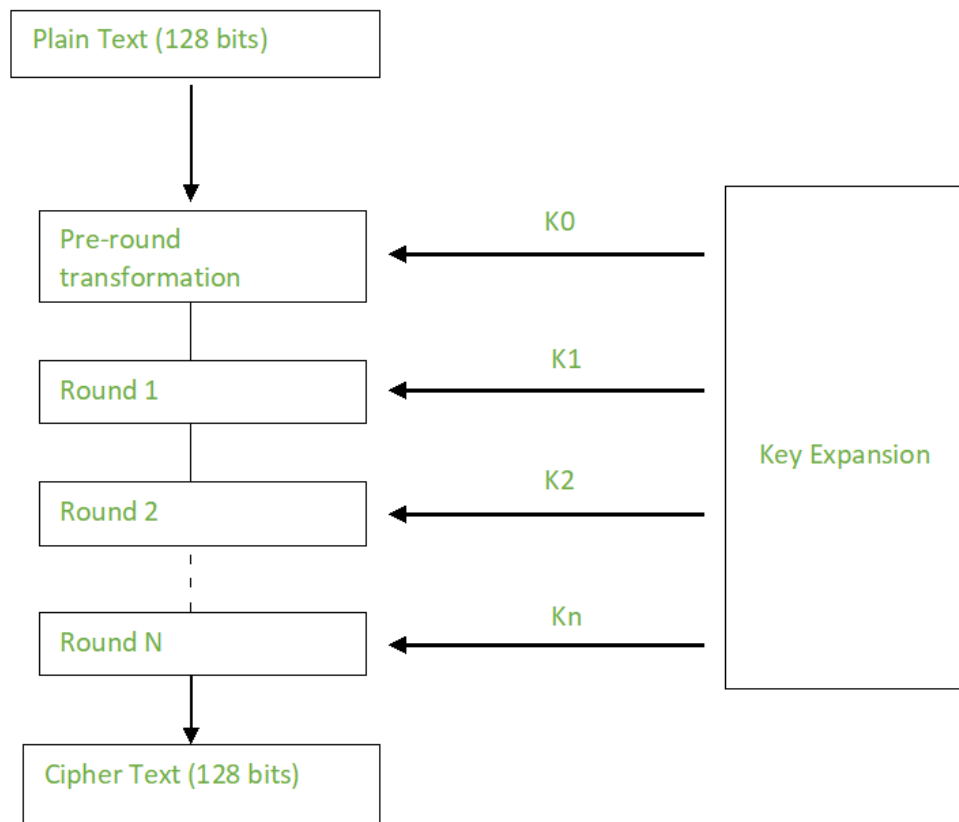 Plain Text (128 bits)
K0
Pre-round
transformation
K1
Round 1
Key Expansion
K2
Round 2
Kn
Round N
Cipher Text (128 bits)